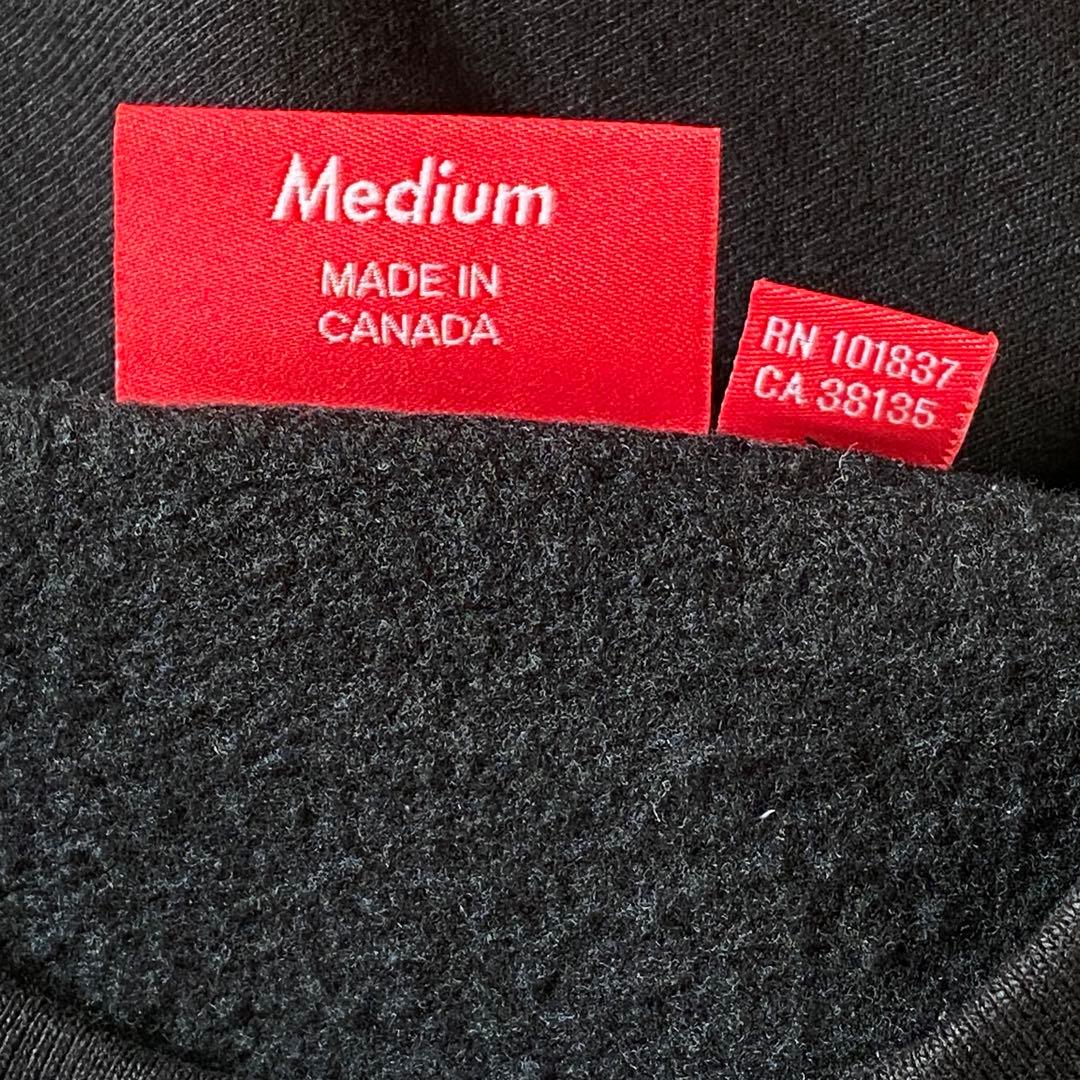 Medium
MADE IN
CANADA
RN 101837
CA 38135